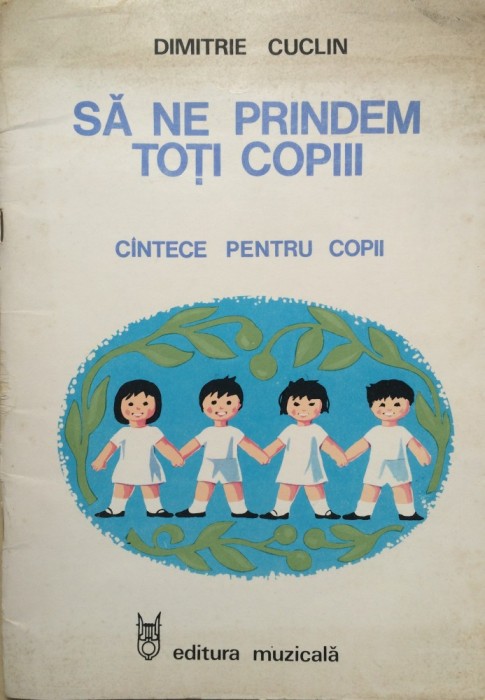 DIMITRIE CUCLIN
SĂ NE PRINDEM
TOȚI COPIII
CÎNTECE PENTRU COPII
editura muzicală